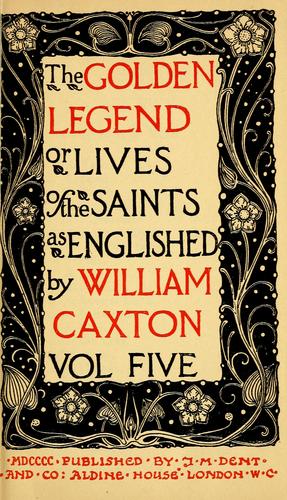 The GOLDEN
LEGEND
or LIVES
of the SAINTS
as ENGLISHED
by WILLIAM
CAXTON
VOL FIVE
·MDCCCC·PUBLISHED·BY·J·M·DENT·
·AND·CO: ALDINE·HOUSE·LONDON·W·C·